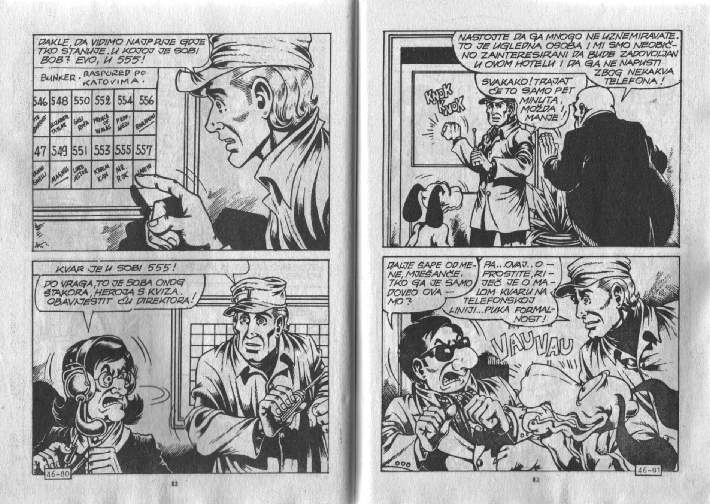 DAKLE, DA VIDIMO NAJPRIJE GDJE
TKO STANUJE. U KOJOJ JE SOBI
BOB? EVO, U 555!
BUNKER - RASPORED PO
KATOVIMA!
546 548 550 552 554 556
47 549 551 553 555 557
KVAR JE U SOBI 555!
DO VRAGA, TO JE SOBA ONOG
ŠTAKORA, HEROJA S KVIZA.
OBAVIJESTIT ĆU DIREKTORA!
46-80
83
NASTOJTE DA GA MNOGO NE UZNEMIRAVATE.
TO JE UGLEDNA OSOBA I MI SMO NEOBIČ-
NO ZAINTERESIRANI DA BUDE ZADOVOLJAN
U OVOM HOTELU I DA GA NE NAPUSTI
ZBOG NEKAKVA
TELEFONA!
SVAKAKO! TRAJAT
ĆE TO SAMO PET
MINUTA,
MOŽDA I
MANJE!
KNOK
KNOK
DALJE ŠAPE OD ME-
NE, MJEŠANČE.
TKO GA JE SAMO
DOVEO OVA-
MO?
PA...OVAJ...O-
PROSTITE, RI-
JEČ JE O MA-
LOM KVARU NA
TELEFONSKOJ
LINIJI...PUKA FORMAL-
NOST!
VAU VAU
46-81